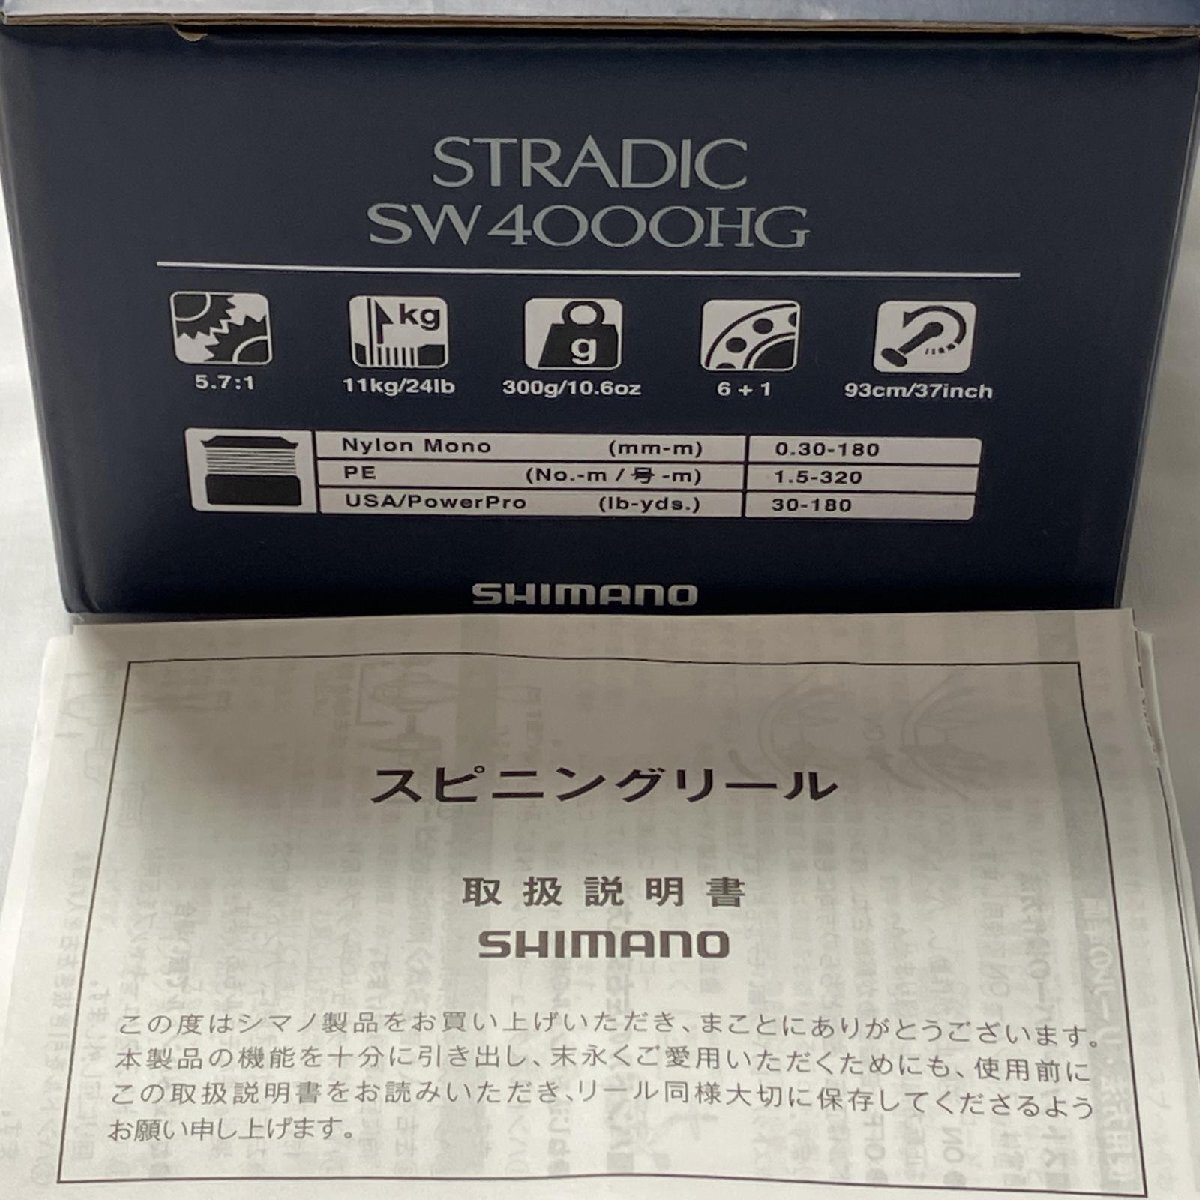 STRADIC
SW4000HG
kg
g
5.7:1
11kg/24lb
300g/10.6oz
6+1
93cm/37inch
Nylon Mono (mm-m) 0.30-180
PE (No.-m / 号-m) 1.5-320
USA/PowerPro (lb-yds.) 30-180
SHIMANO
スピニングリール
取扱説明書
SHIMANO
この度はシマノ製品をお買い上げいただき、まことにありがとうございます。
本製品の機能を十分に引き出し、末永くご愛用いただくためにも、使用前に
この取扱説明書をお読みいただき、リール同様大切に保存してくださるよう
お願い申し上げます。